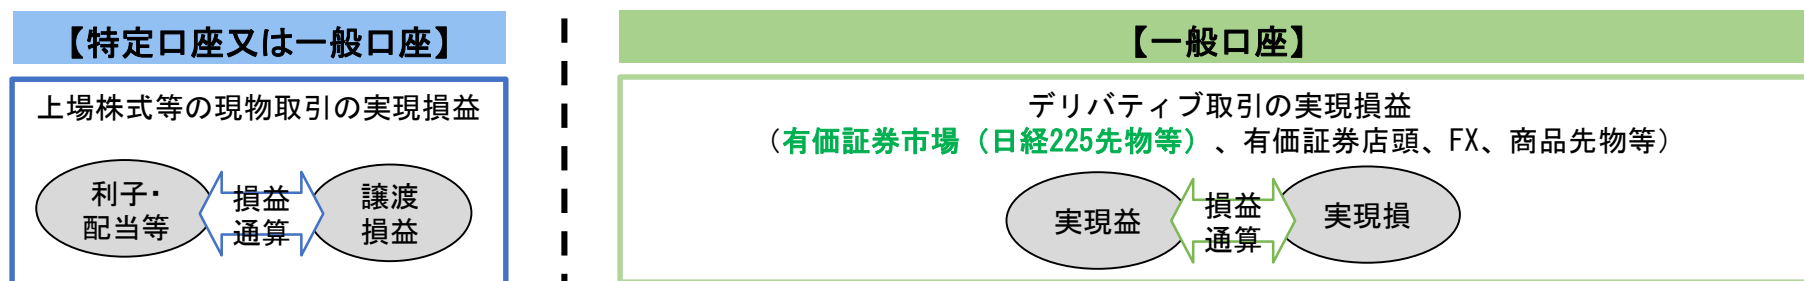 【特定口座又は一般口座】
上場株式等の現物取引の実現損益
利子・
配当等
損益
通算
譲渡
損益
【一般口座】
デリバティブ取引の実現損益
（有価証券市場（日経225先物等）、有価証券店頭、FX、商品先物等）
実現益
損益
通算
実現損